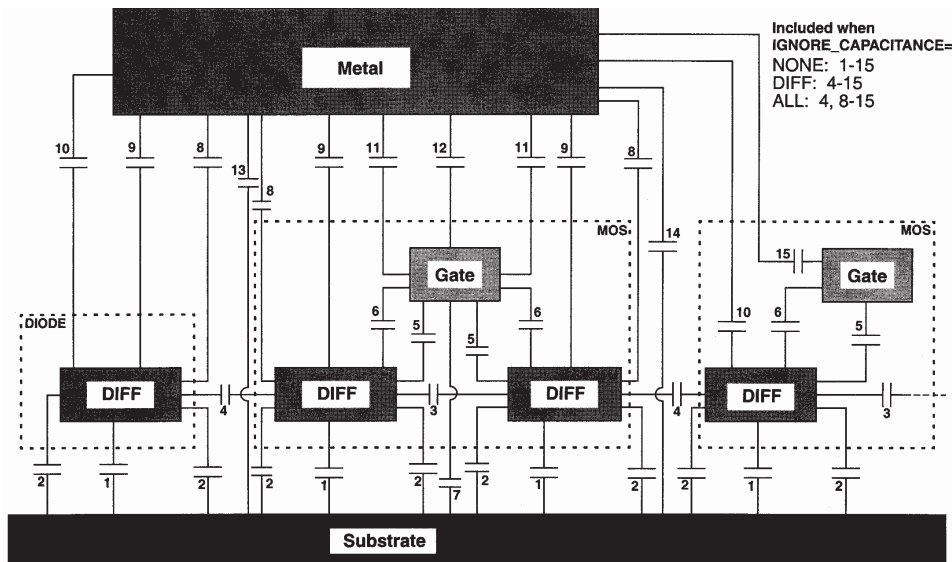 Included when
IGNORE_CAPACITANCE=
NONE: 1-15
DIFF: 4-15
ALL: 4, 8-15
Metal
10
9
8
13
8
9
11
12
11
9
8
MOS
14
MOS
15
Gate
Gate
6
5
5
6
10
6
5
DIODE
DIFF
DIFF
DIFF
DIFF
4
3
4
3
2
1
2
2
1
2
7
2
1
2
2
1
2
Substrate